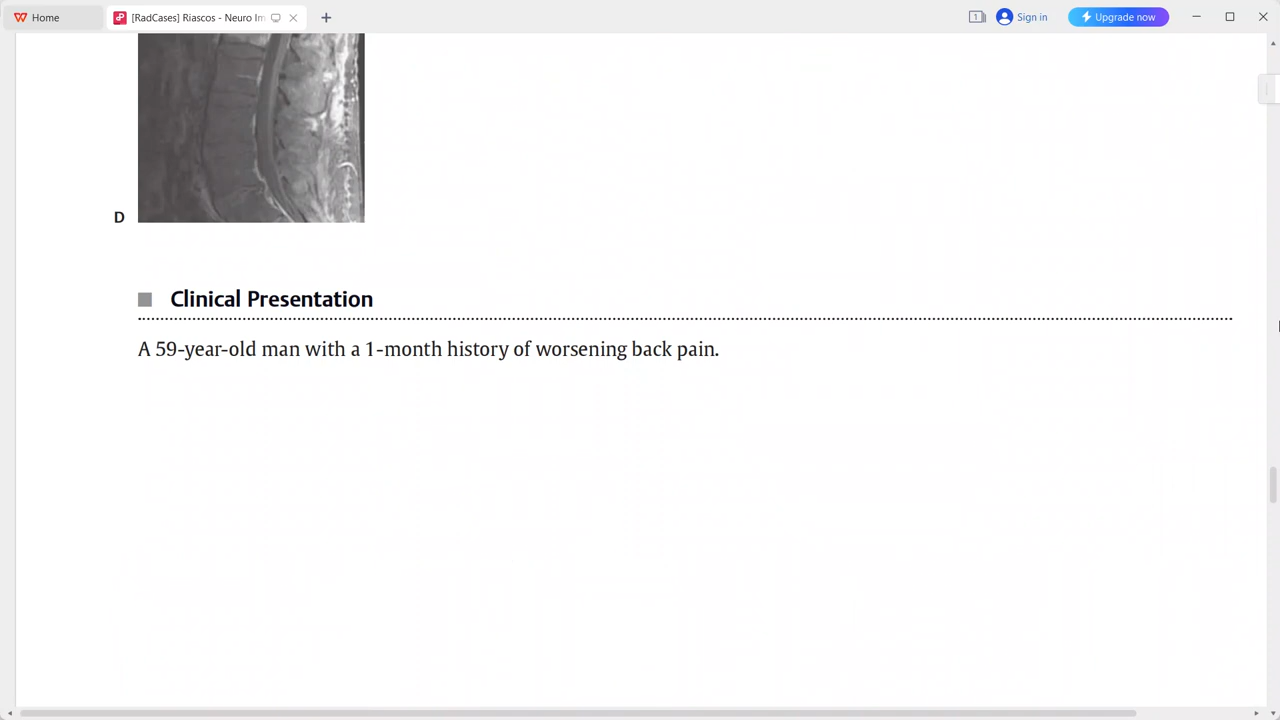 Home
[RadCases] Riascos - Neuro Im
1
Sign in
Upgrade now
D
Clinical Presentation
A 59-year-old man with a 1-month history of worsening back pain.